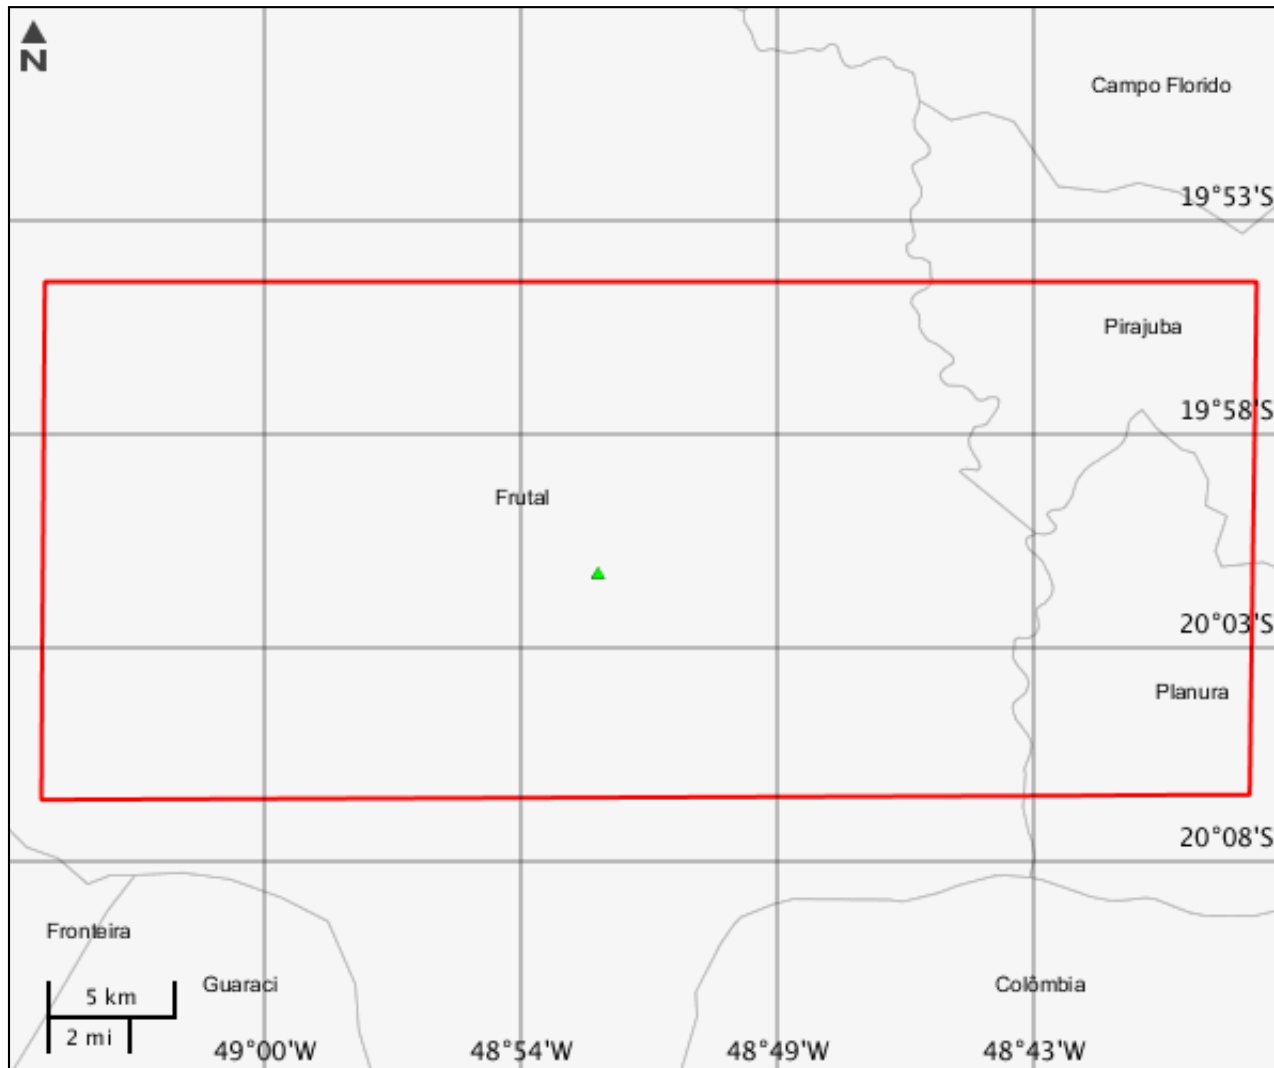 N
Campo Florido
19°53'S
Pirajuba
19°58'S
Frutal
20°03'S
Planura
20°08'S
Fronteira
Guaraci
Colômbia
5 km
2 mi
49°00'W
48°54'W
48°49'W
48°43'W